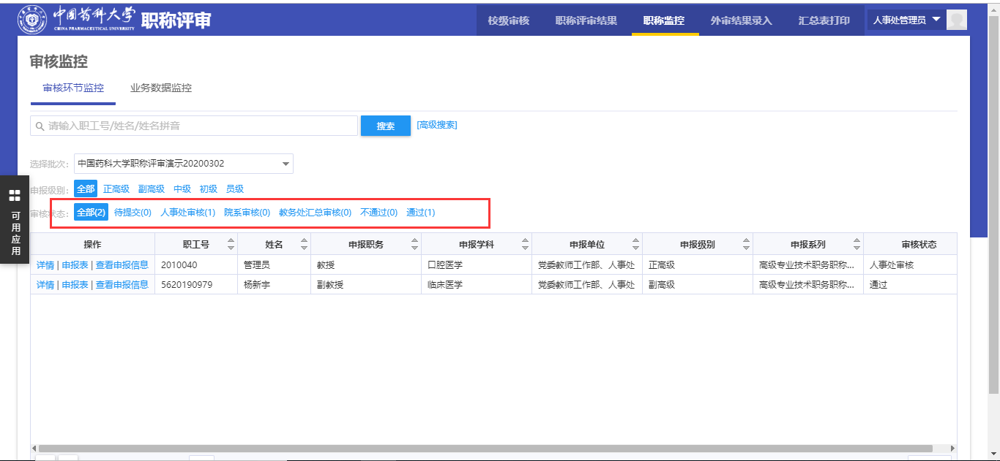 中国药科大学 职称评审
CHINA PHARMACEUTICAL UNIVERSITY
校级审核 职称评审结果 职称监控 外审结果录入 汇总表打印 人事处管理员
审核监控
审核环节监控 业务数据监控
请输入职工号/姓名/姓名拼音 搜索 [高级搜索]
选择批次: 中国药科大学职称评审演示20200302
申报级别: 全部 正高级 副高级 中级 初级 员级
审核状态: 全部(2) 待提交(0) 人事处审核(1) 院系审核(0) 教务处汇总审核(0) 不通过(0) 通过(1)
可用应用
操作 职工号 姓名 申报职务 申报学科 申报单位 申报级别 申报系列 审核状态
详情 | 申报表 | 查看申报信息 2010040 管理员 教授 口腔医学 党委教师工作部、人事处 正高级 高级专业技术职务职称... 人事处审核
详情 | 申报表 | 查看申报信息 5620190979 杨新宇 副教授 临床医学 党委教师工作部、人事处 副高级 高级专业技术职务职称... 通过